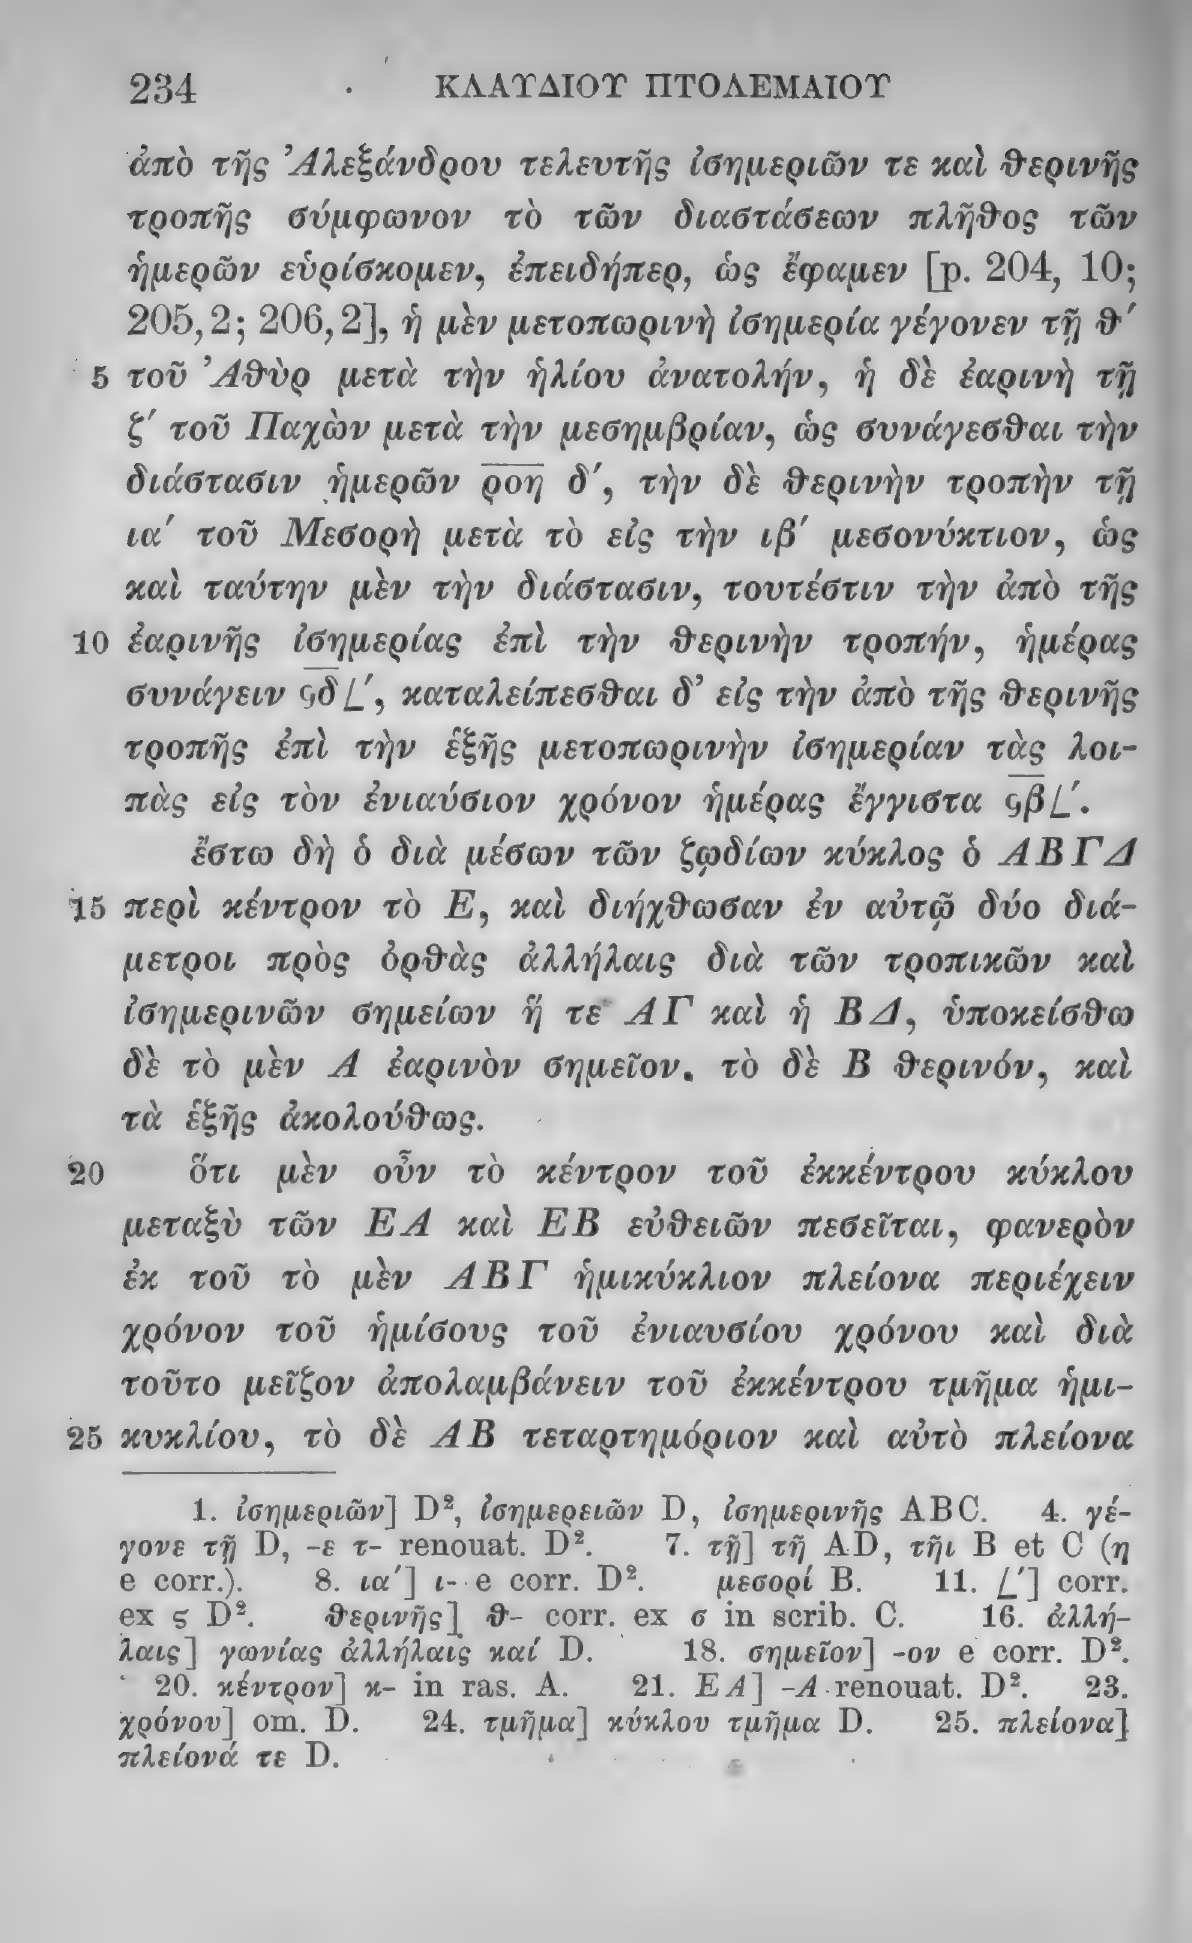 234 ΚΛΑΥΔΙΟΥ ΠΤΟΛΕΜΑΙΟΥ
ἀπὸ τῆς Ἀλεξάνδρου τελευτῆς ἰσημεριῶν τε καὶ θερινῆς
τροπῆς σύμφωνον τὸ τῶν διαστάσεων πλῆθος τῶν
ἡμερῶν εὑρίσκομεν, ἐπειδήπερ, ὡς ἔφαμεν [p. 204, 10;
205, 2; 206, 2], ἡ μὲν μετοπωρινὴ ἰσημερία γέγονεν τῇ θʹ
5 τοῦ Ἀθὺρ μετὰ τὴν ἡλίου ἀνατολήν, ἡ δὲ ἐαρινὴ τῇ
ζʹ τοῦ Παχὼν μετὰ τὴν μεσημβρίαν, ὡς συνάγεσθαι τὴν
διάστασιν ἡμερῶν ρ̅ο̅η̅ δʹ, τὴν δὲ θερινὴν τροπὴν τῇ
ιαʹ τοῦ Μεσορὴ μετὰ τὸ εἰς τὴν ιβʹ μεσονύκτιον, ὡς
καὶ ταύτην μὲν τὴν διάστασιν, τουτέστιν τὴν ἀπὸ τῆς
10 ἐαρινῆς ἰσημερίας ἐπὶ τὴν θερινὴν τροπήν, ἡμέρας
συνάγειν ϟ̅δ̅ 𐅵ʹ, καταλείπεσθαι δ’ εἰς τὴν ἀπὸ τῆς θερινῆς
τροπῆς ἐπὶ τὴν ἑξῆς μετοπωρινὴν ἰσημερίαν τὰς λοι-
πὰς εἰς τὸν ἐνιαύσιον χρόνον ἡμέρας ἔγγιστα ϟ̅β̅ 𐅵ʹ.
ἔστω δὴ ὁ διὰ μέσων τῶν ζῳδίων κύκλος ὁ ΑΒΓΔ
15 περὶ κέντρον τὸ Ε, καὶ διήχθωσαν ἐν αὐτῷ δύο διά-
μετροι πρὸς ὀρθὰς ἀλλήλαις διὰ τῶν τροπικῶν καὶ
ἰσημερινῶν σημείων ἥ τε ΑΓ καὶ ἡ ΒΔ, ὑποκείσθω
δὲ τὸ μὲν Α ἐαρινὸν σημεῖον, τὸ δὲ Β θερινόν, καὶ
τὰ ἑξῆς ἀκολούθως.
20 ὅτι μὲν οὖν τὸ κέντρον τοῦ ἐκκέντρου κύκλου
μεταξὺ τῶν ΕΑ καὶ ΕΒ εὐθειῶν πεσεῖται, φανερὸν
ἐκ τοῦ τὸ μὲν ΑΒΓ ἡμικύκλιον πλείονα περιέχειν
χρόνον τοῦ ἡμίσους τοῦ ἐνιαυσίου χρόνου καὶ διὰ
τοῦτο μεῖζον ἀπολαμβάνειν τοῦ ἐκκέντρου τμῆμα ἡμι-
25 κυκλίου, τὸ δὲ ΑΒ τεταρτημόριον καὶ αὐτὸ πλείονα
1. ἰσημεριῶν] D², ἰσημερειῶν D, ἰσημερινῆς ABC. 4. γέ-
γονε τῇ D, -ε τ- renouat. D². 7. τῇ] τῆ AD, τῆι B et C (η
e corr.). 8. ιαʹ] ι- e corr. D². μεσορί B. 11. 𐅵ʹ] corr.
ex ϛ D². θερινῆς] θ- corr. ex σ in scrib. C. 16. ἀλλή-
λαις] γωνίας ἀλλήλαις καί D. 18. σημεῖον] -ον e corr. D².
20. κέντρον] κ- in ras. A. 21. ΕΑ] -Α renouat. D². 23.
χρόνου] om. D. 24. τμῆμα] κύκλου τμῆμα D. 25. πλείονα]
πλείονά τε D.